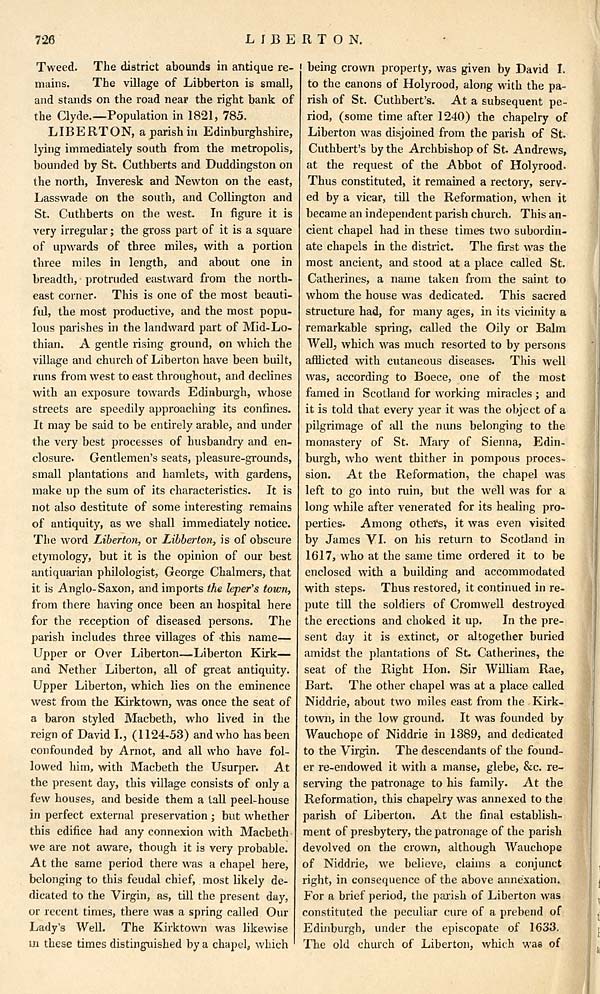 726
LIBERTON.
Tweed. The district abounds in antique re-
mains. The village of Libberton is small,
and stands on the road near the right bank of
the Clyde.—Population in 1821, 785.
LIBERTON, a parish in Edinburghshire,
lying immediately south from the metropolis,
bounded by St. Cuthberts and Duddingston on
the north, Inveresk and Newton on the east,
Lasswade on the south, and Collington and
St. Cuthberts on the west. In figure it is
very irregular; the gross part of it is a square
of upwards of three miles, with a portion
three miles in length, and about one in
breadth, protruded eastward from the north-
east corner. This is one of the most beauti-
ful, the most productive, and the most popu-
lous parishes in the landward part of Mid-Lo-
thian. A gentle rising ground, on which the
village and church of Liberton have been built,
runs from west to east throughout, and declines
with an exposure towards Edinburgh, whose
streets are speedily approaching its confines.
It may be said to be entirely arable, and under
the very best processes of husbandry and en-
closure. Gentlemen's seats, pleasure-grounds,
small plantations and hamlets, with gardens,
make up the sum of its characteristics. It is
not also destitute of some interesting remains
of antiquity, as we shall immediately notice.
The word Liberton, or Libberton, is of obscure
etymology, but it is the opinion of our best
antiquarian philologist, George Chalmers, that
it is Anglo-Saxon, and imports the leper's town,
from there having once been an hospital here
for the reception of diseased persons. The
parish includes three villages of this name—
Upper or Over Liberton—Liberton Kirk—
and Nether Liberton, all of great antiquity.
Upper Liberton, which lies on the eminence
west from the Kirktown, was once the seat of
a baron styled Macbeth, who lived in the
reign of David I., (1124-53) and who has been
confounded by Arnot, and all who have fol-
lowed him, with Macbeth the Usurper. At
the present day, this village consists of only a
few houses, and beside them a tall peel-house
in perfect external preservation; but whether
this edifice had any connexion with Macbeth
we are not aware, though it is very probable.
At the same period there was a chapel here,
belonging to this feudal chief, most likely de-
dicated to the Virgin, as, till the present day,
or recent times, there was a spring called Our
Lady's Well. The Kirktown was likewise
in these times distinguished by a chapel, which
being crown property, was given by David I.
to the canons of Holyrood, along with the pa-
rish of St. Cuthbert's. At a subsequent pe-
riod, (some time after 1240) the chapelry of
Liberton was disjoined from the parish of St.
Cuthbert's by the Archbishop of St. Andrews,
at the request of the Abbot of Holyrood.
Thus constituted, it remained a rectory, serv-
ed by a vicar, till the Reformation, when it
became an independent parish church. This an-
cient chapel had in these times two subordin-
ate chapels in the district. The first was the
most ancient, and stood at a place called St.
Catherines, a name taken from the saint to
whom the house was dedicated. This sacred
structure had, for many ages, in its vicinity a
remarkable spring, called the Oily or Balm
Well, which was much resorted to by persons
afflicted with cutaneous diseases. This well
was, according to Boece, one of the most
famed in Scotland for working miracles; and
it is told that every year it was the object of a
pilgrimage of all the nuns belonging to the
monastery of St. Mary of Sienna, Edin-
burgh, who went thither in pompous proces-
sion. At the Reformation, the chapel was
left to go into ruin, but the well was for a
long while after venerated for its healing pro-
perties. Among others, it was even visited
by James VI. on his return to Scotland in
1617, who at the same time ordered it to be
enclosed with a building and accommodated
with steps. Thus restored, it continued in re-
pute till the soldiers of Cromwell destroyed
the erections and choked it up. In the pre-
sent day it is extinct, or altogether buried
amidst the plantations of St. Catherines, the
seat of the Right Hon. Sir William Rae,
Bart. The other chapel was at a place called
Niddrie, about two miles east from the Kirk-
town, in the low ground. It was founded by
Wauchope of Niddrie in 1389, and dedicated
to the Virgin. The descendants of the found-
er re-endowed it with a manse, glebe, &c. re-
serving the patronage to his family. At the
Reformation, this chapelry was annexed to the
parish of Liberton. At the final establish-
ment of presbytery, the patronage of the parish
devolved on the crown, although Wauchope
of Niddrie, we believe, claims a conjunct
right, in consequence of the above annexation.
For a brief period, the parish of Liberton was
constituted the peculiar cure of a prebend of
Edinburgh, under the episcopate of 1633.
The old church of Liberton, which was of